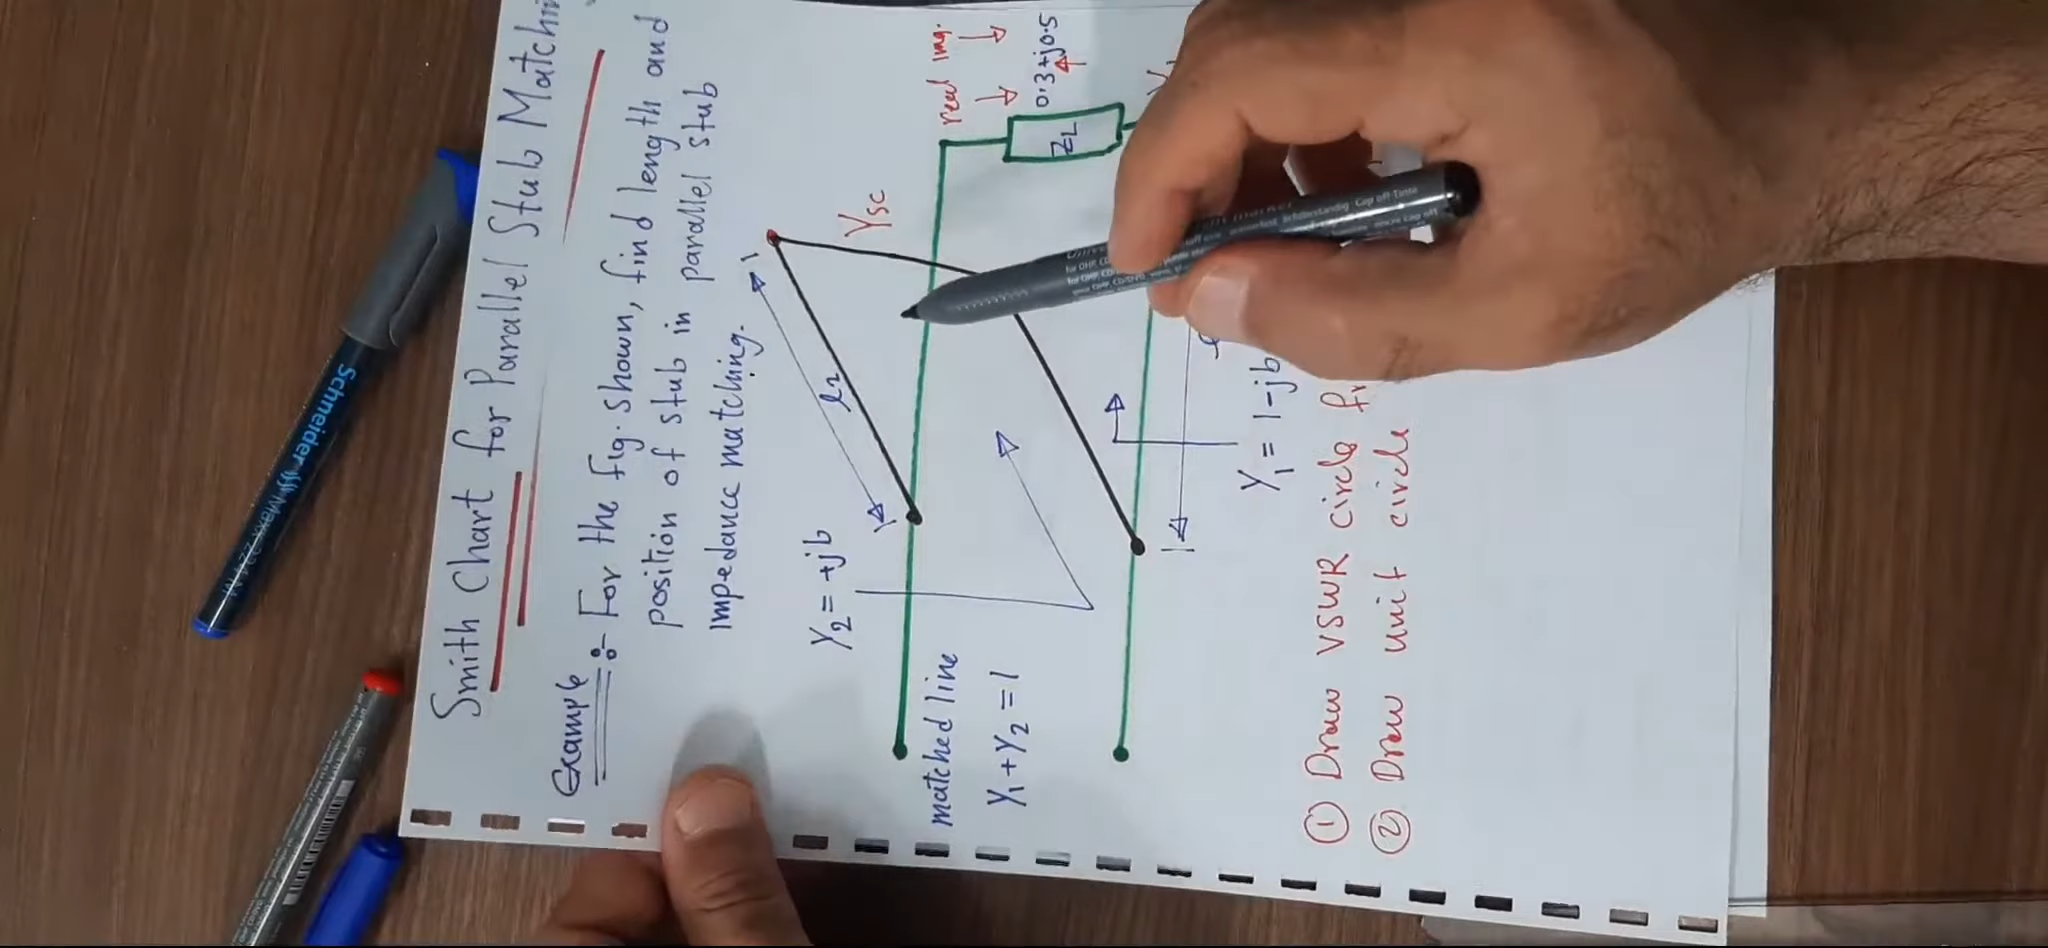 Smith Chart for Parallel Stub
Example :- For the fig. shown, find length and
position of stub in parallel stub
impedance matching.
real img.
0.3+j0.5
ZL
YSC
l2
Y2 = +jb
Y1 = 1-jb
matched line
Y1+Y2 = 1
① Draw VSWR circle
② Draw unit circle
Schneider Maxx 224 M